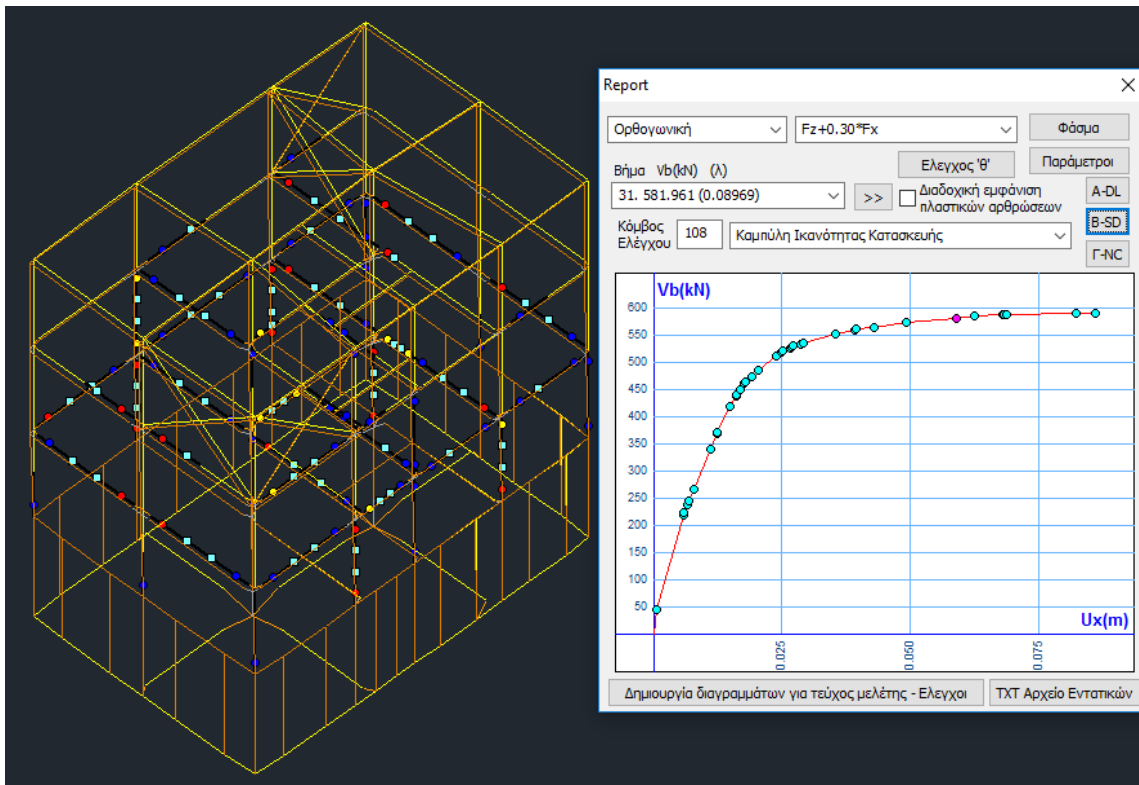 Report
Ορθογωνική
Fz+0.30*Fx
Φάσμα
Ελεγχος 'θ'
Παράμετροι
Βήμα Vb(kN) (λ)
31. 581.961 (0.08969)
>>
Διαδοχική εμφάνιση
πλαστικών αρθρώσεων
A-DL
B-SD
Γ-NC
Κόμβος
Ελέγχου
108
Καμπύλη Ικανότητας Κατασκευής
Vb(kN)
600
550
500
450
400
350
300
250
200
150
100
50
Ux(m)
0.025
0.050
0.075
Δημιουργία διαγραμμάτων για τεύχος μελέτης - Ελεγχοι
TXT Αρχείο Εντατικών